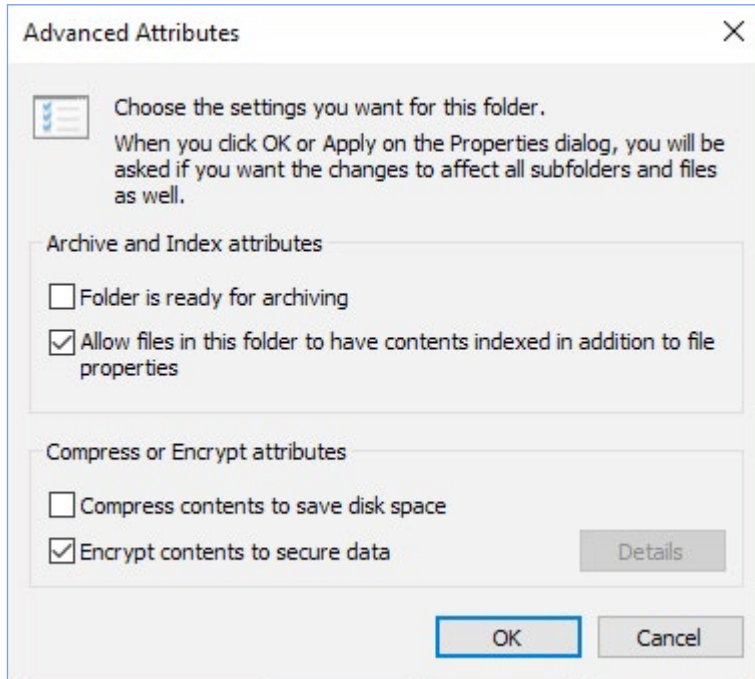 Advanced Attributes
Choose the settings you want for this folder.
When you click OK or Apply on the Properties dialog, you will be
asked if you want the changes to affect all subfolders and files
as well.
Archive and Index attributes
Folder is ready for archiving
Allow files in this folder to have contents indexed in addition to file
properties
Compress or Encrypt attributes
Compress contents to save disk space
Encrypt contents to secure data
Details
OK
Cancel